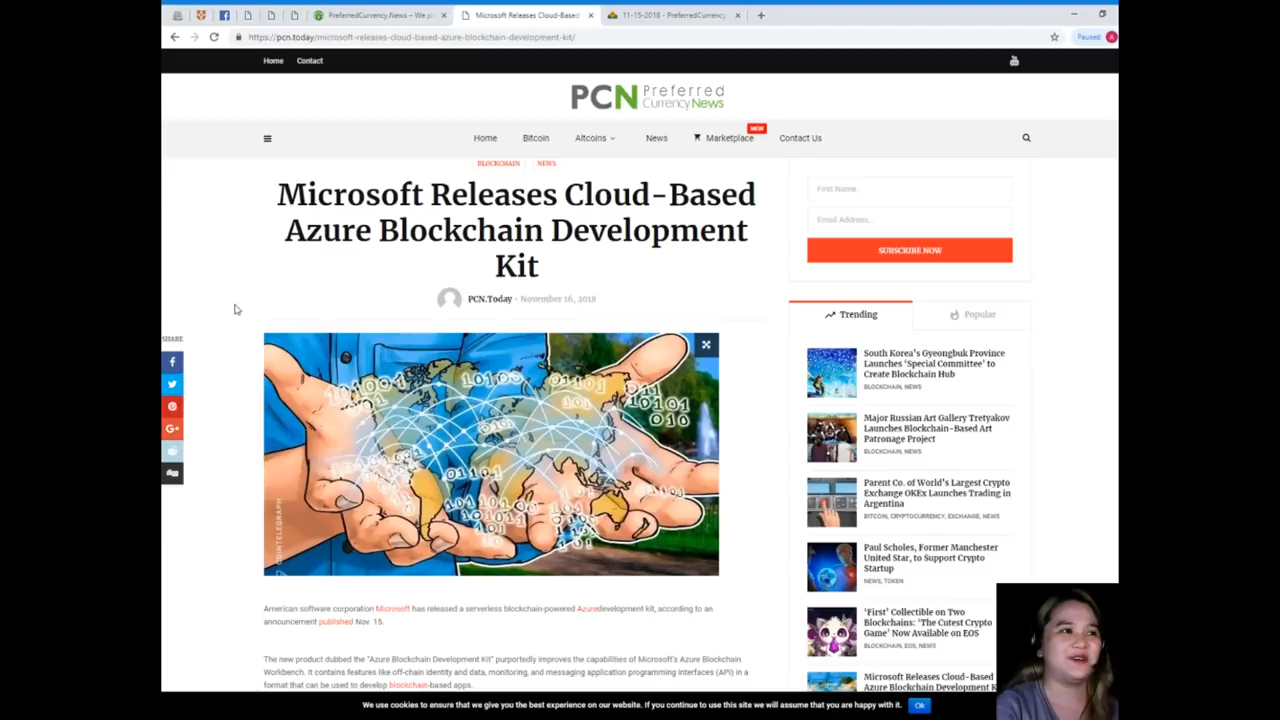 PreferredCurrency.News – We p
Microsoft Releases Cloud-Based
11-15-2018 - PreferredCurrency
https://pcn.today/microsoft-releases-cloud-based-azure-blockchain-development-kit/
Paused
A
Home
Contact
PCN Preferred
Currency News
Home
Bitcoin
Altcoins
News
Marketplace
NEW
Contact Us
BLOCKCHAIN
NEWS
Microsoft Releases Cloud-Based
Azure Blockchain Development
Kit
PCN.Today - November 16, 2018
SHARE
COINTELEGRAPH
American software corporation Microsoft has released a serverless blockchain-powered Azuredevelopment kit, according to an
announcement published Nov. 15.
The new product dubbed the "Azure Blockchain Development Kit" purportedly improves the capabilities of Microsoft's Azure Blockchain
Workbench. It contains features like off-chain identity and data, monitoring, and messaging application programming interfaces (API) in a
format that can be used to develop blockchain-based apps.
First Name..
Email Address..
SUBSCRIBE NOW
Trending
Popular
South Korea's Gyeongbuk Province
Launches 'Special Committee' to
Create Blockchain Hub
BLOCKCHAIN, NEWS
Major Russian Art Gallery Tretyakov
Launches Blockchain-Based Art
Patronage Project
BLOCKCHAIN, NEWS
Parent Co. of World's Largest Crypto
Exchange OKEx Launches Trading in
Argentina
BITCOIN, CRYPTOCURRENCY, EXCHANGE, NEWS
Paul Scholes, Former Manchester
United Star, to Support Crypto
Startup
NEWS, TOKEN
'First' Collectible on Two
Blockchains: 'The Cutest Crypto
Game' Now Available on EOS
BLOCKCHAIN, EOS, NEWS
Microsoft Releases Cloud-Based
Azure Blockchain Development K
We use cookies to ensure that we give you the best experience on our website. If you continue to use this site we will assume that you are happy with it.
Ok